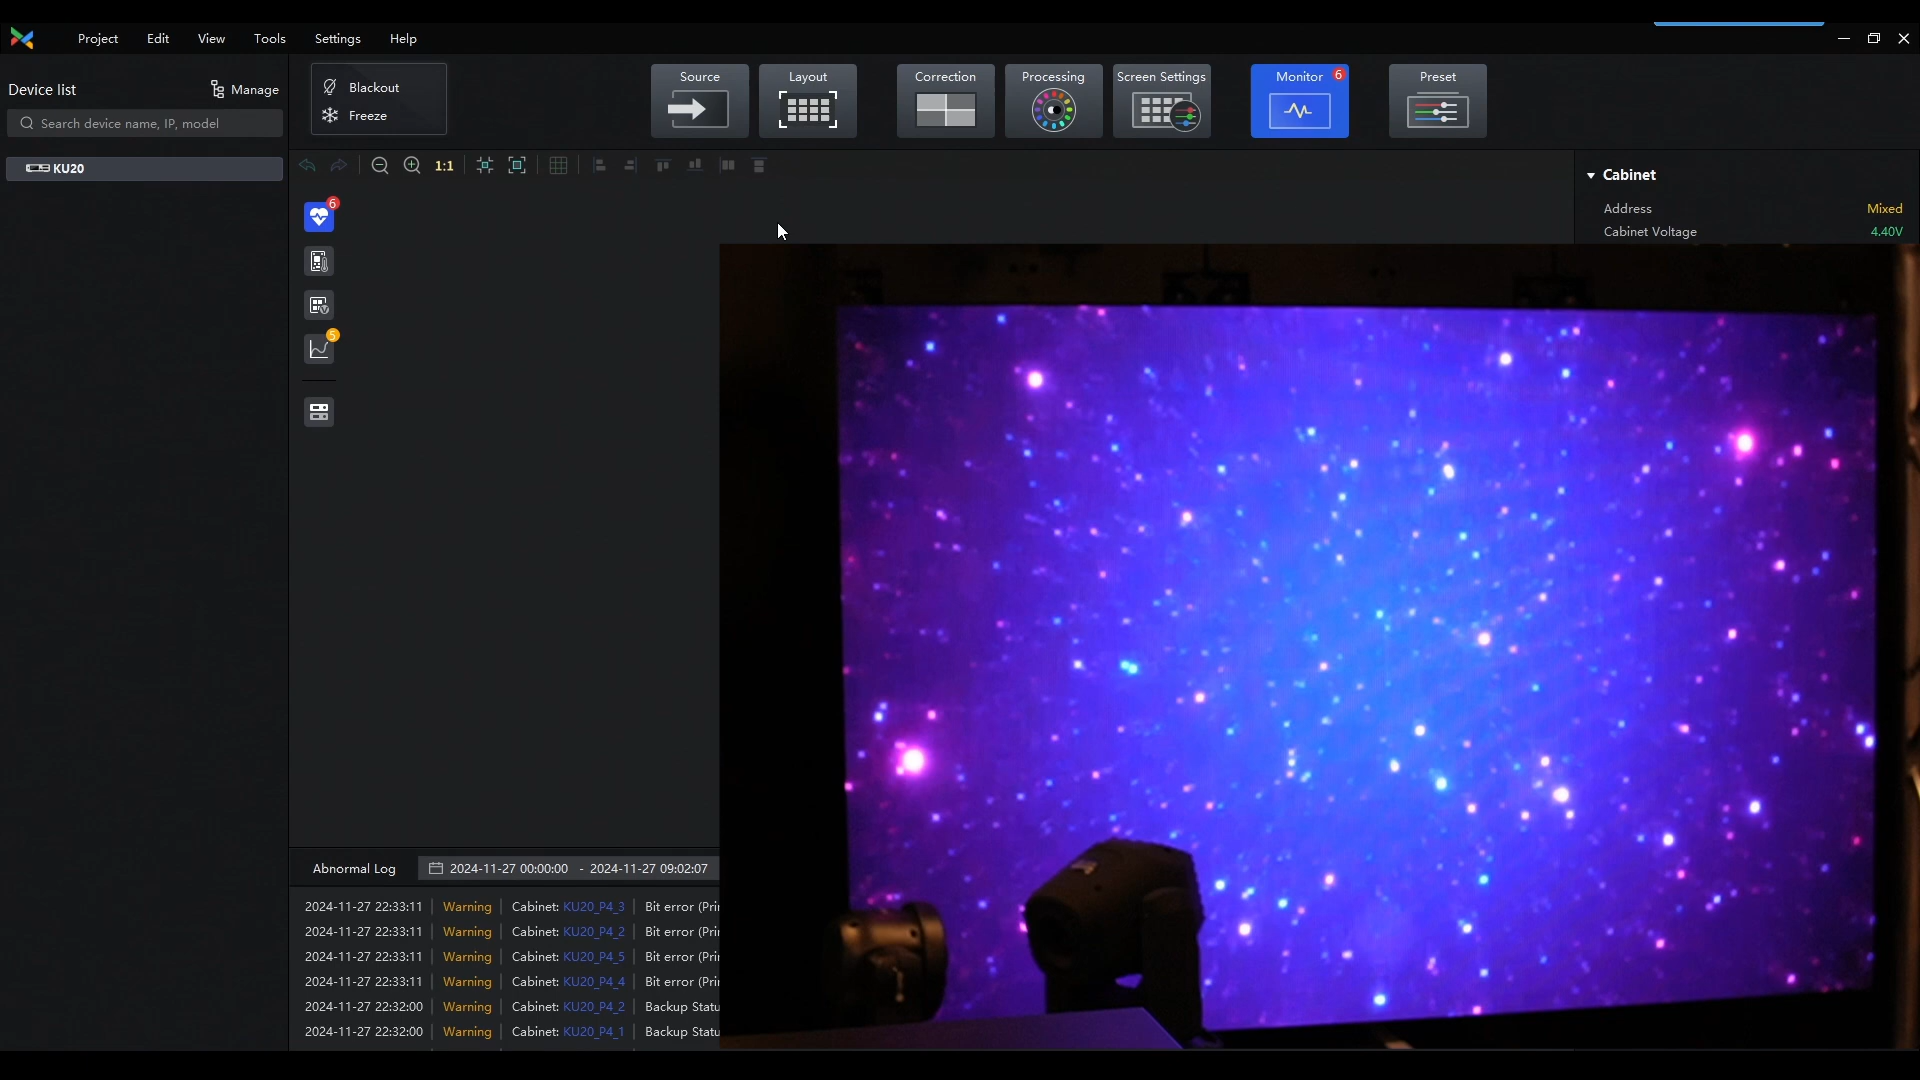 Project Edit View Tools Settings Help
Device list Manage
Search device name, IP, model
KU20
Blackout
Freeze
Source Layout Correction Processing Screen Settings Monitor 6 Preset
1:1
6
5
Cabinet
Address Mixed
Cabinet Voltage 4.40V
Abnormal Log 2024-11-27 00:00:00 - 2024-11-27 09:02:07
2024-11-27 22:33:11 Warning Cabinet: KU20_P4_3 Bit error (Pri
2024-11-27 22:33:11 Warning Cabinet: KU20_P4_2 Bit error (Pri
2024-11-27 22:33:11 Warning Cabinet: KU20_P4_5 Bit error (Pri
2024-11-27 22:33:11 Warning Cabinet: KU20_P4_4 Bit error (Pri
2024-11-27 22:32:00 Warning Cabinet: KU20_P4_2 Backup Statu
2024-11-27 22:32:00 Warning Cabinet: KU20_P4_1 Backup Statu